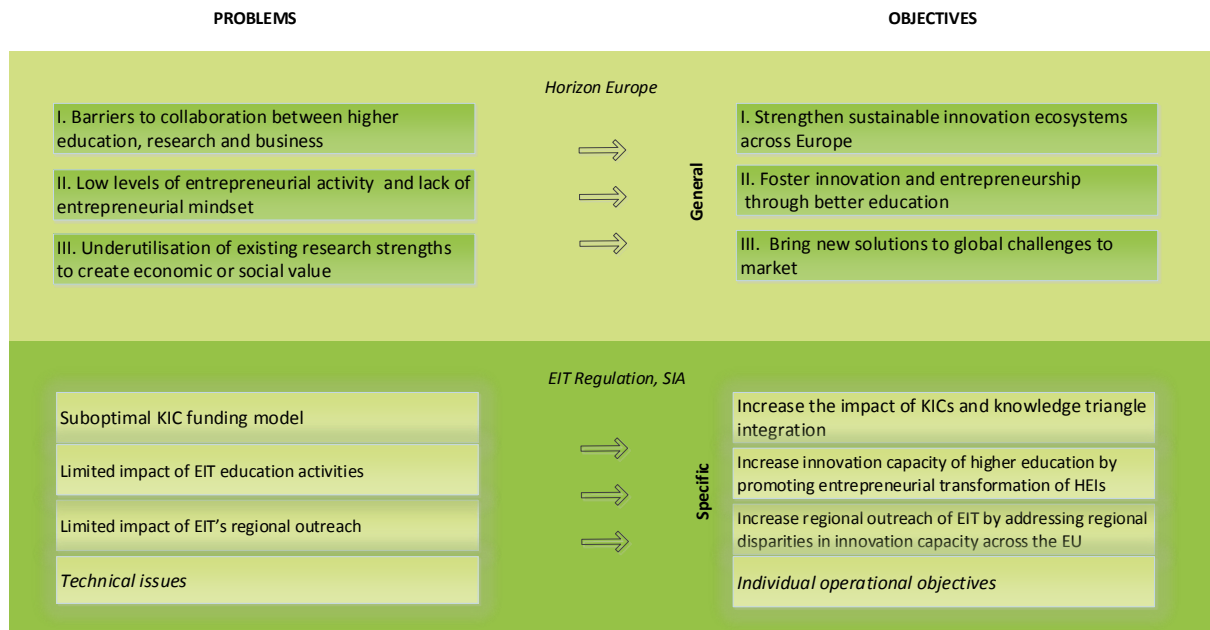 PROBLEMS
OBJECTIVES
Horizon Europe
I. Barriers to collaboration between higher
education, research and business
II. Low levels of entrepreneurial activity and lack of
entrepreneurial mindset
III. Underutilisation of existing research strengths
to create economic or social value
General
I. Strengthen sustainable innovation ecosystems
across Europe
II. Foster innovation and entrepreneurship
through better education
III. Bring new solutions to global challenges to
market
EIT Regulation, SIA
Suboptimal KIC funding model
Limited impact of EIT education activities
Limited impact of EIT’s regional outreach
Technical issues
Specific
Increase the impact of KICs and knowledge triangle
integration
Increase innovation capacity of higher education by
promoting entrepreneurial transformation of HEIs
Increase regional outreach of EIT by addressing regional
disparities in innovation capacity across the EU
Individual operational objectives